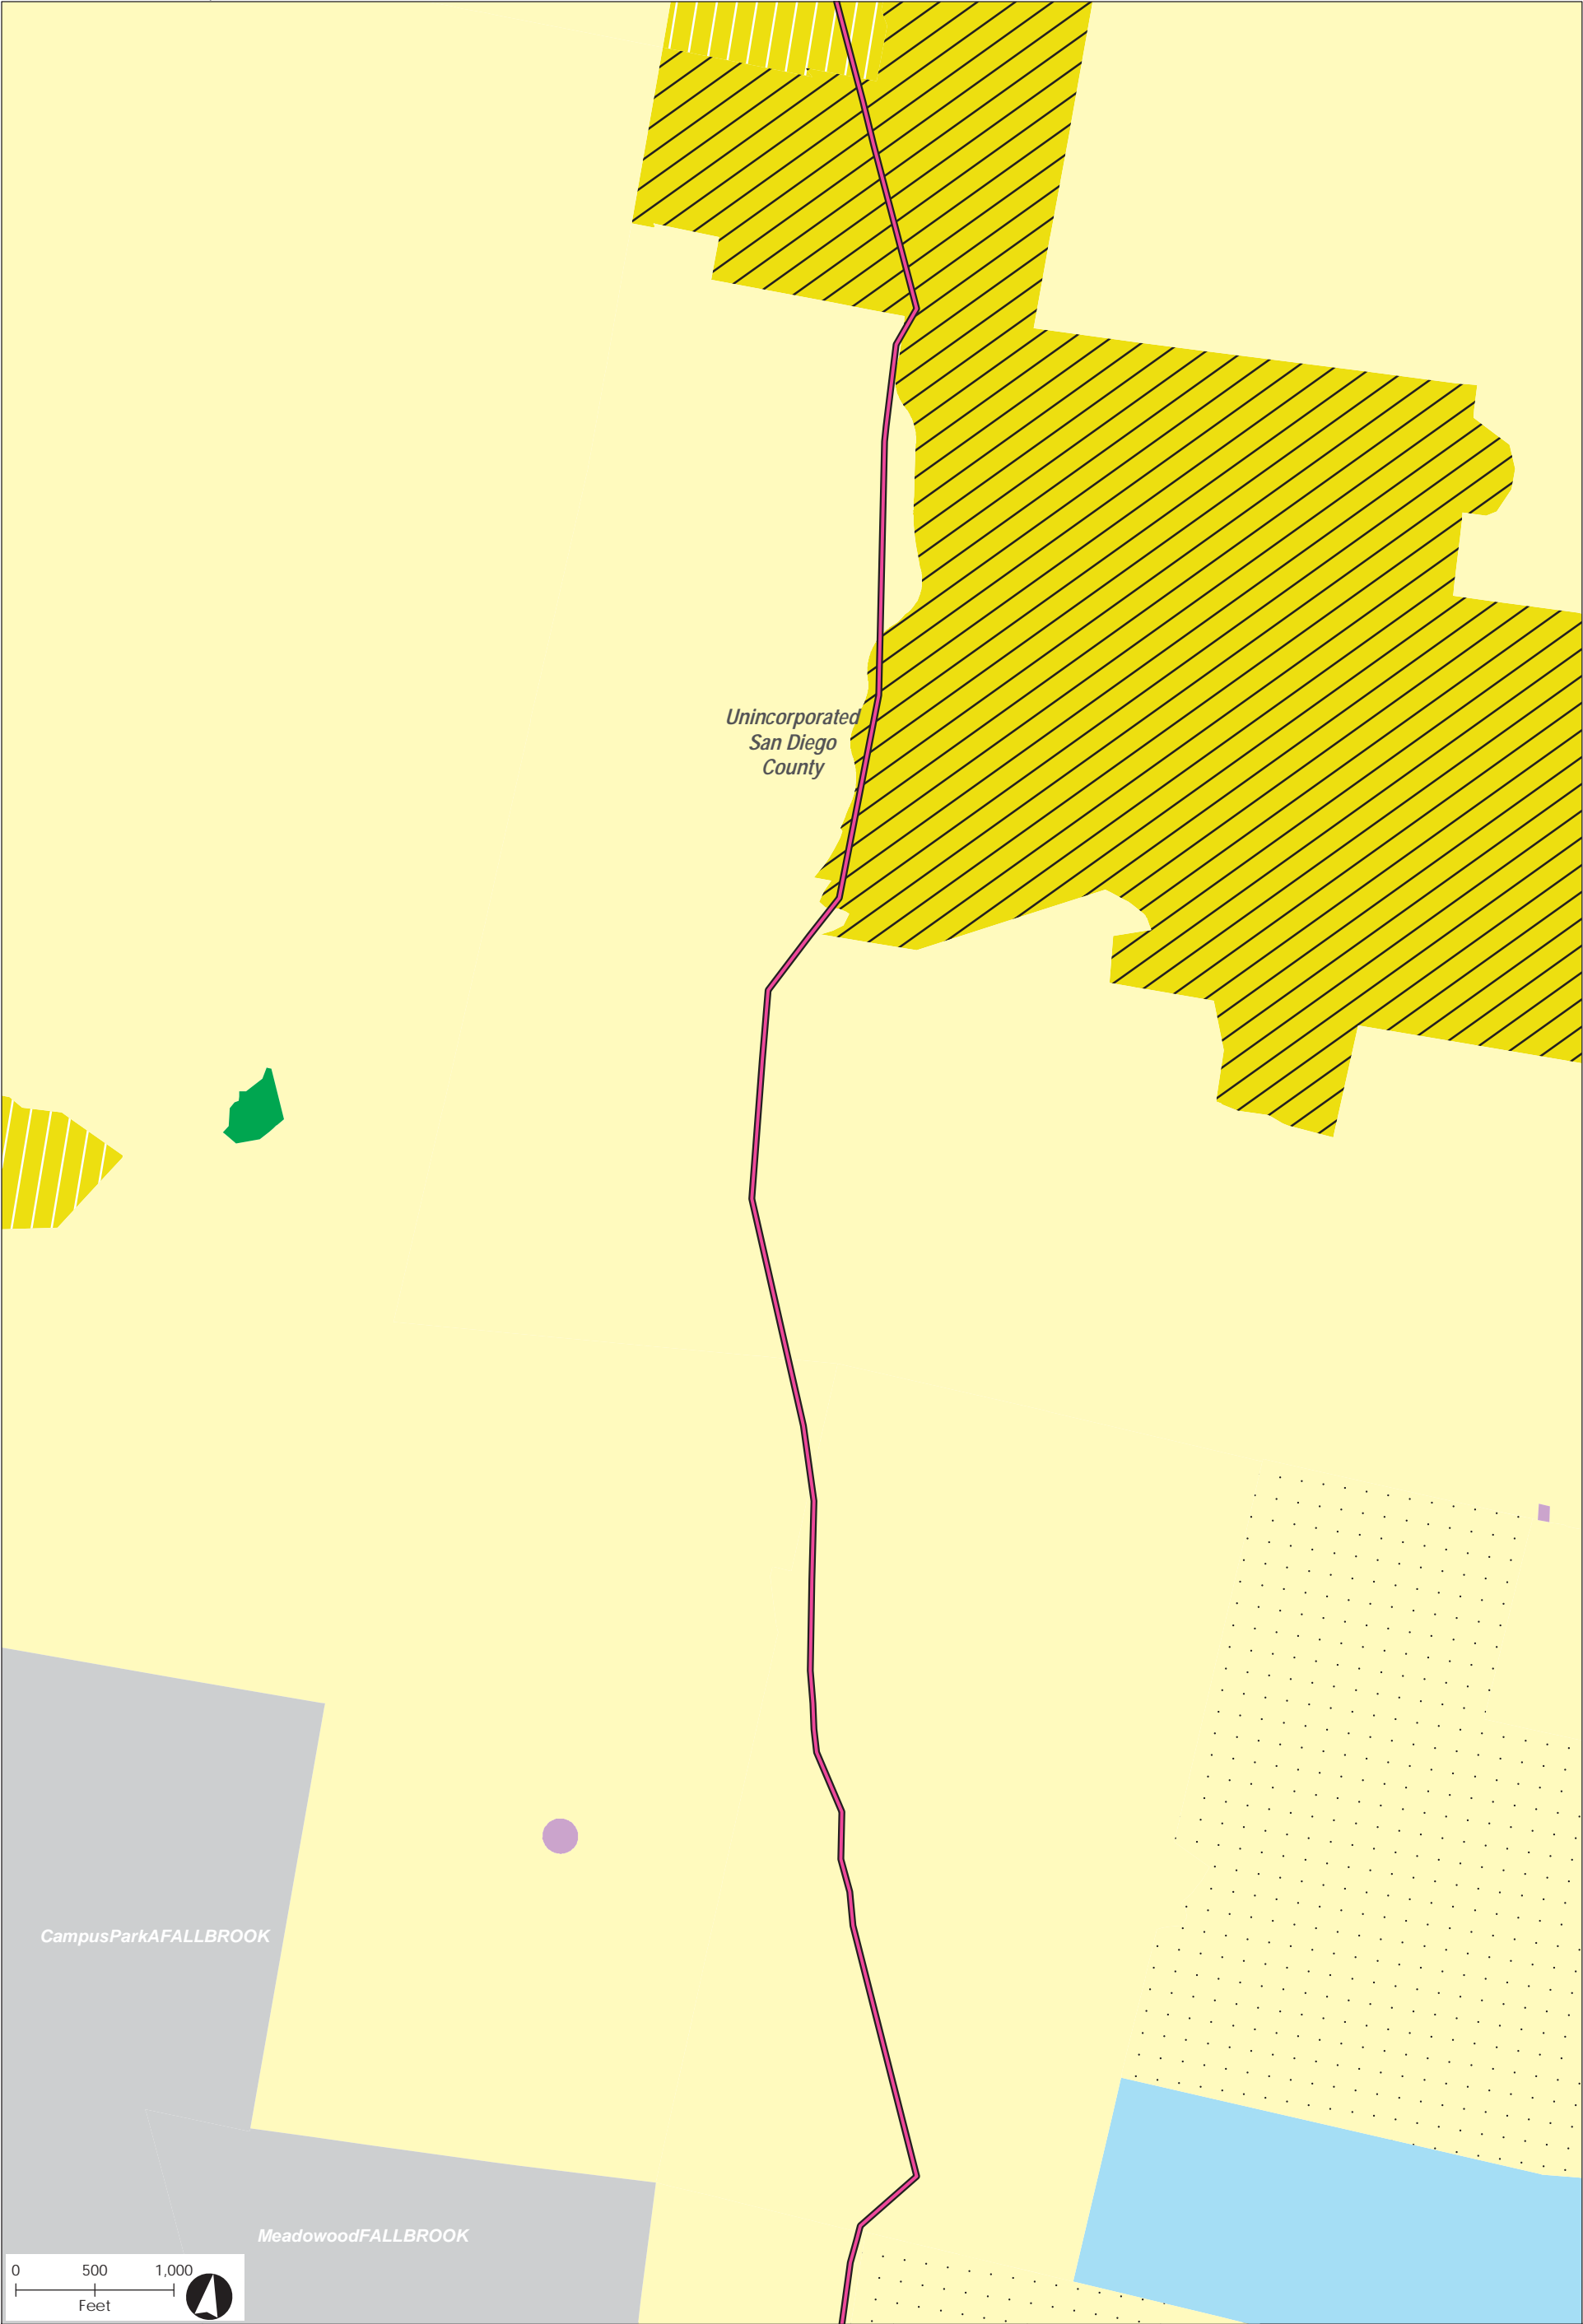 Unincorporated
San Diego
County
CampusParkAFALLBROOK
MeadowoodFALLBROOK
0 500 1,000
Feet